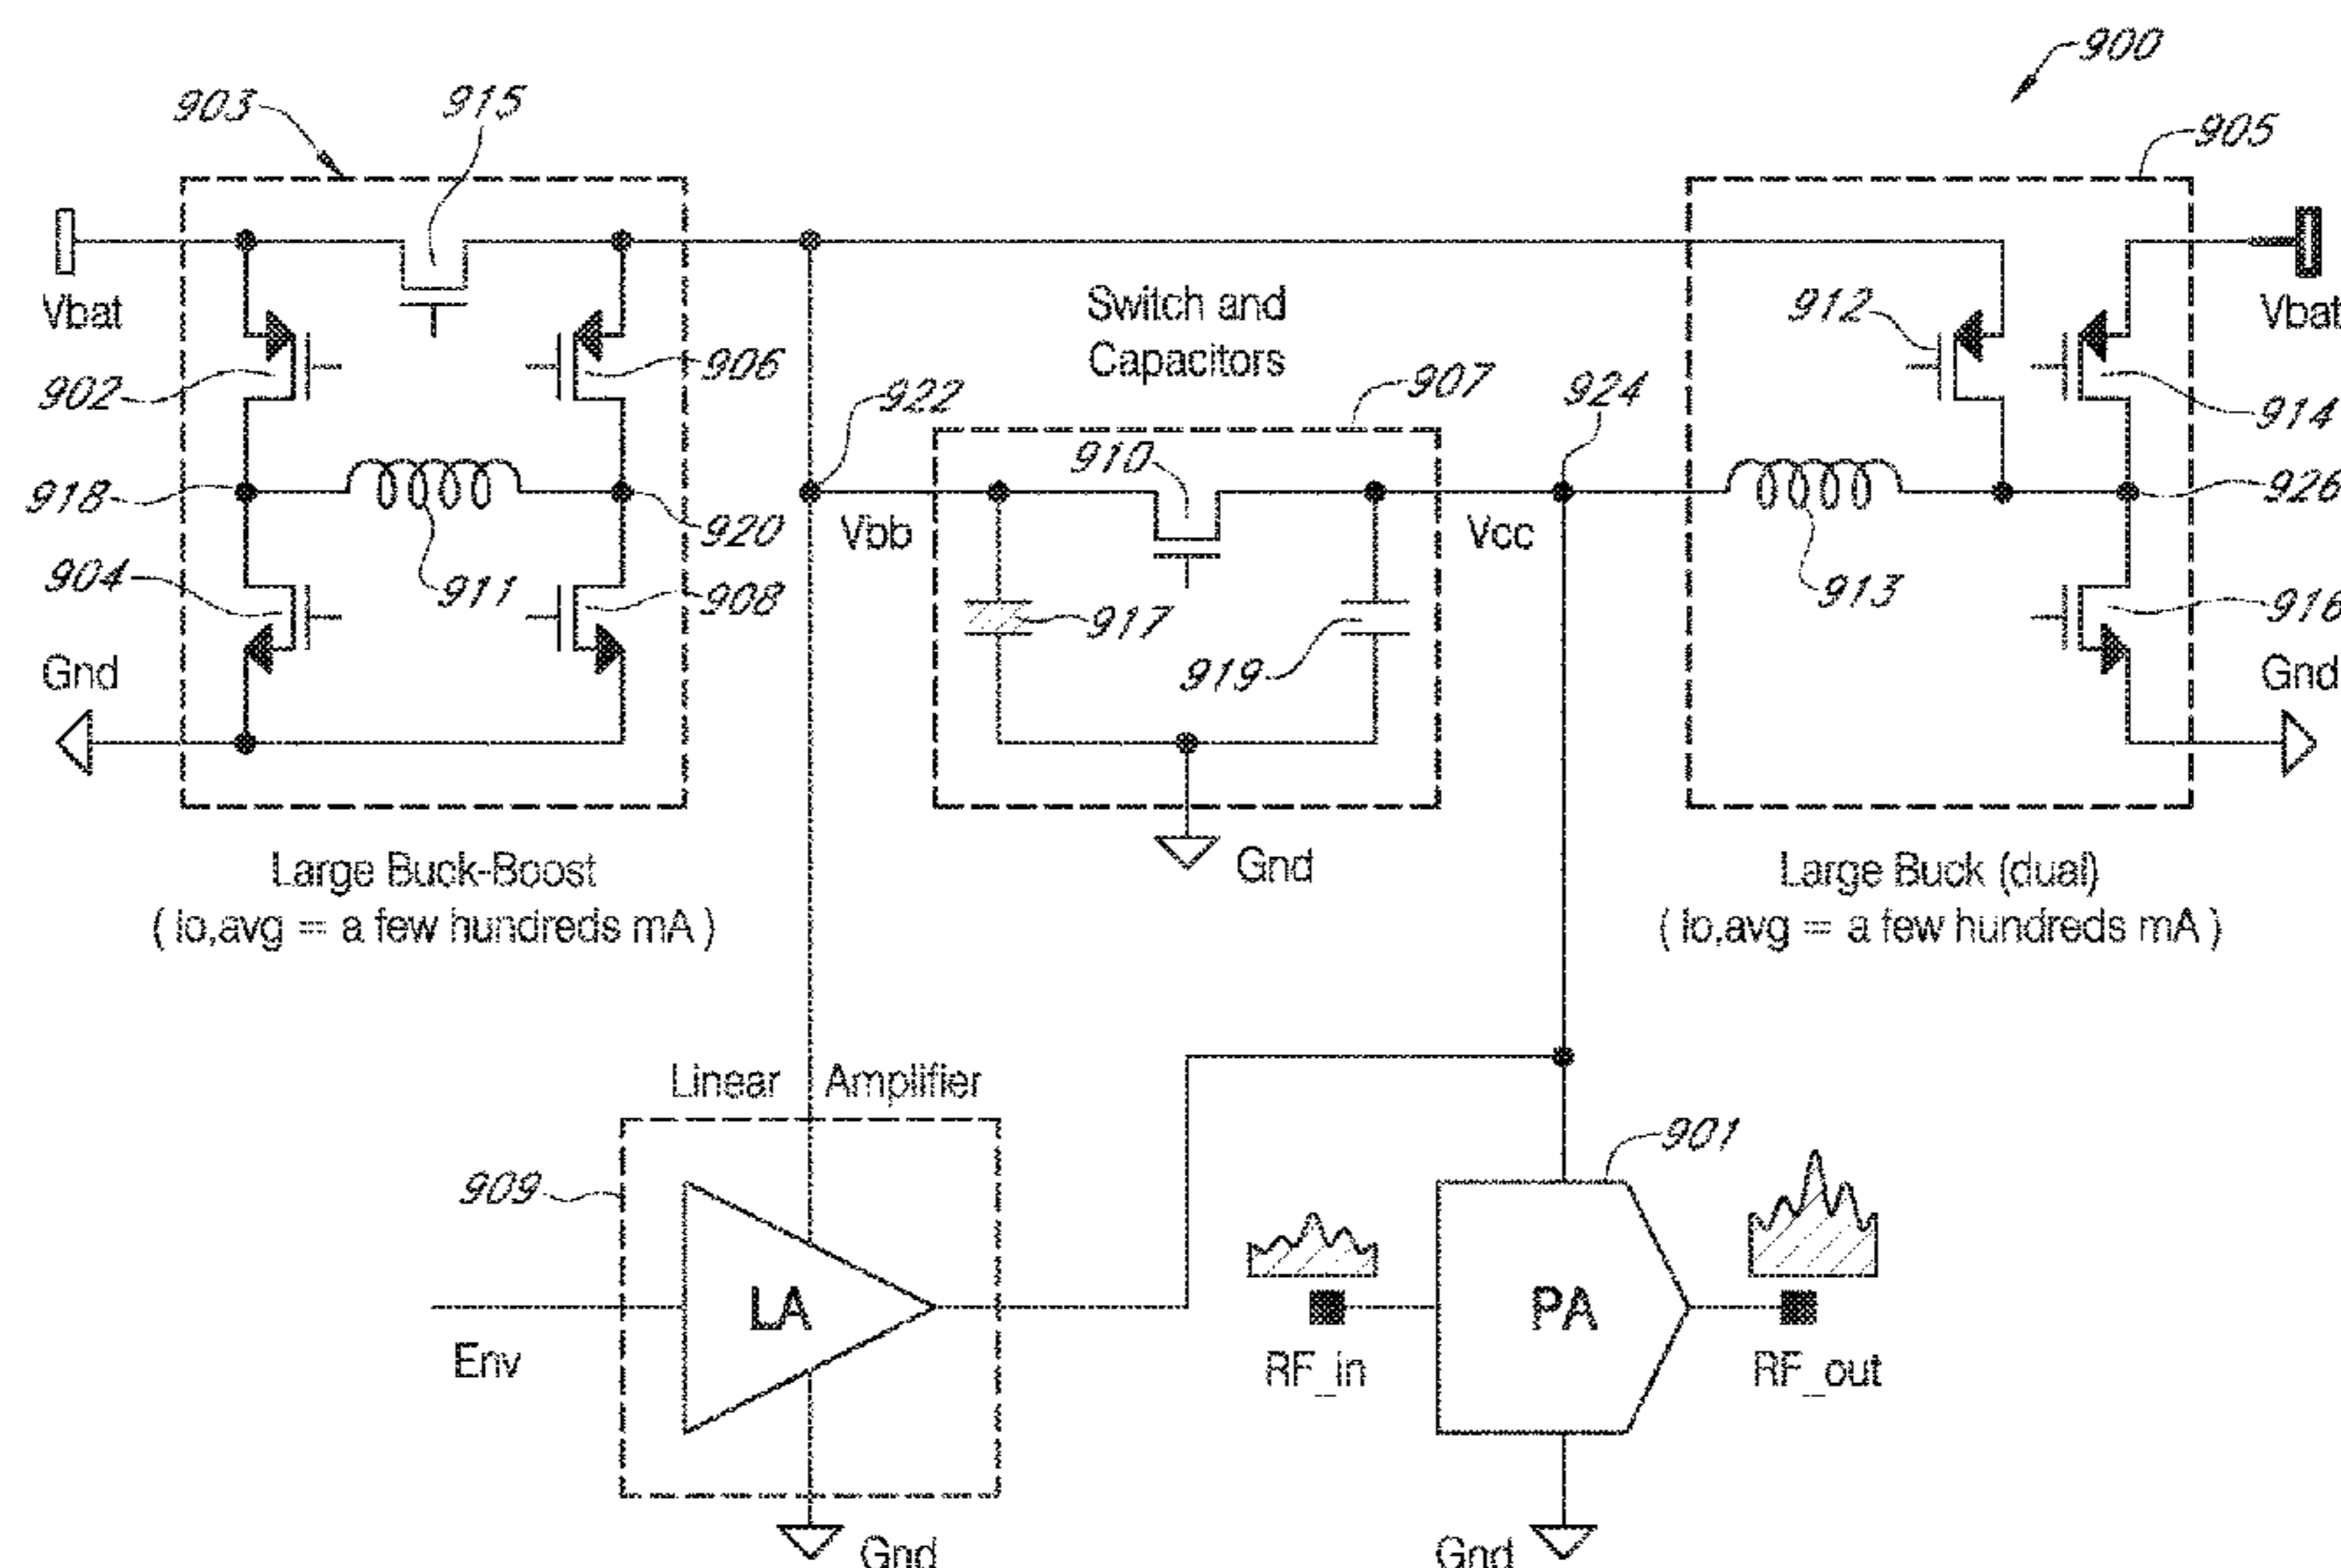 900
903
915
905
Vbat
902
906
Switch and
Capacitors
912
Vbat
914
922
907
924
910
918
911
920
Vbb
Vcc
913
926
904
908
917
919
916
Gnd
Gnd
Large Buck-Boost
( Io,avg = a few hundreds mA )
Gnd
Large Buck (dual)
( Io,avg = a few hundreds mA )
Linear Amplifier
909
901
LA
PA
Env
RF_in
RF_out
Gnd
Gnd